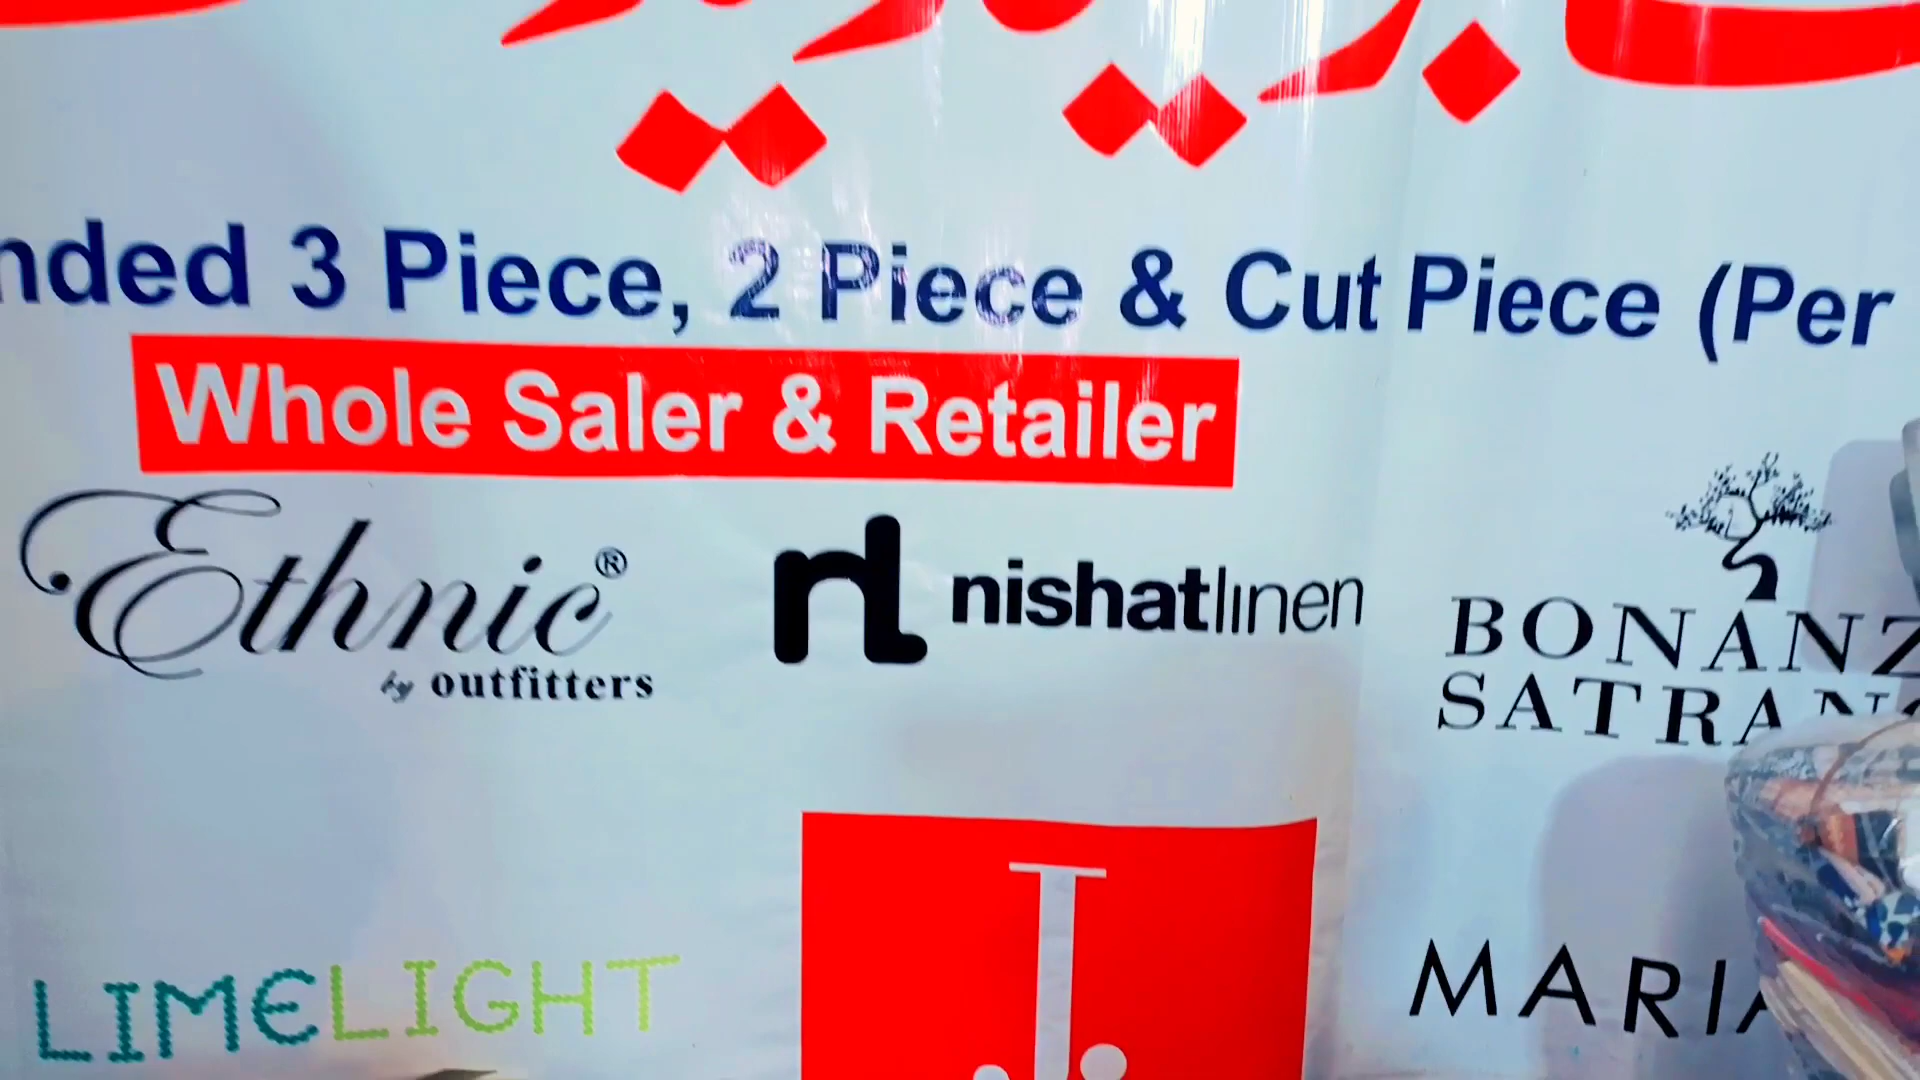 nded 3 Piece, 2 Piece & Cut Piece (Per
Whole Saler & Retailer
Ethnic®
by outfitters
nl nishatlinen
BONANZ
SATRAN
LIMELIGHT
J.
MARIA